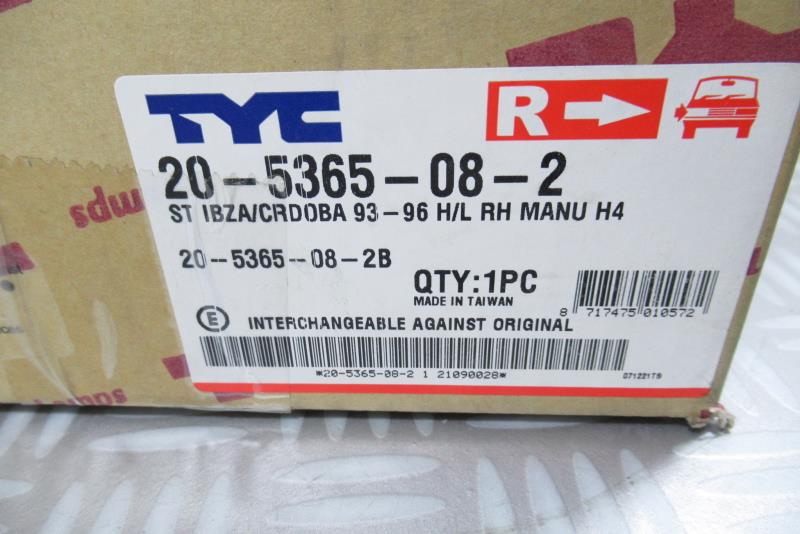 TYC
R
20-5365-08-2
ST IBZA/CRDOBA 93-96 H/L RH MANU H4
20-5365-08-2B
QTY:1PC
MADE IN TAIWAN
8 717475 010572
E INTERCHANGEABLE AGAINST ORIGINAL
*20-5365-08-2 1 21090028*